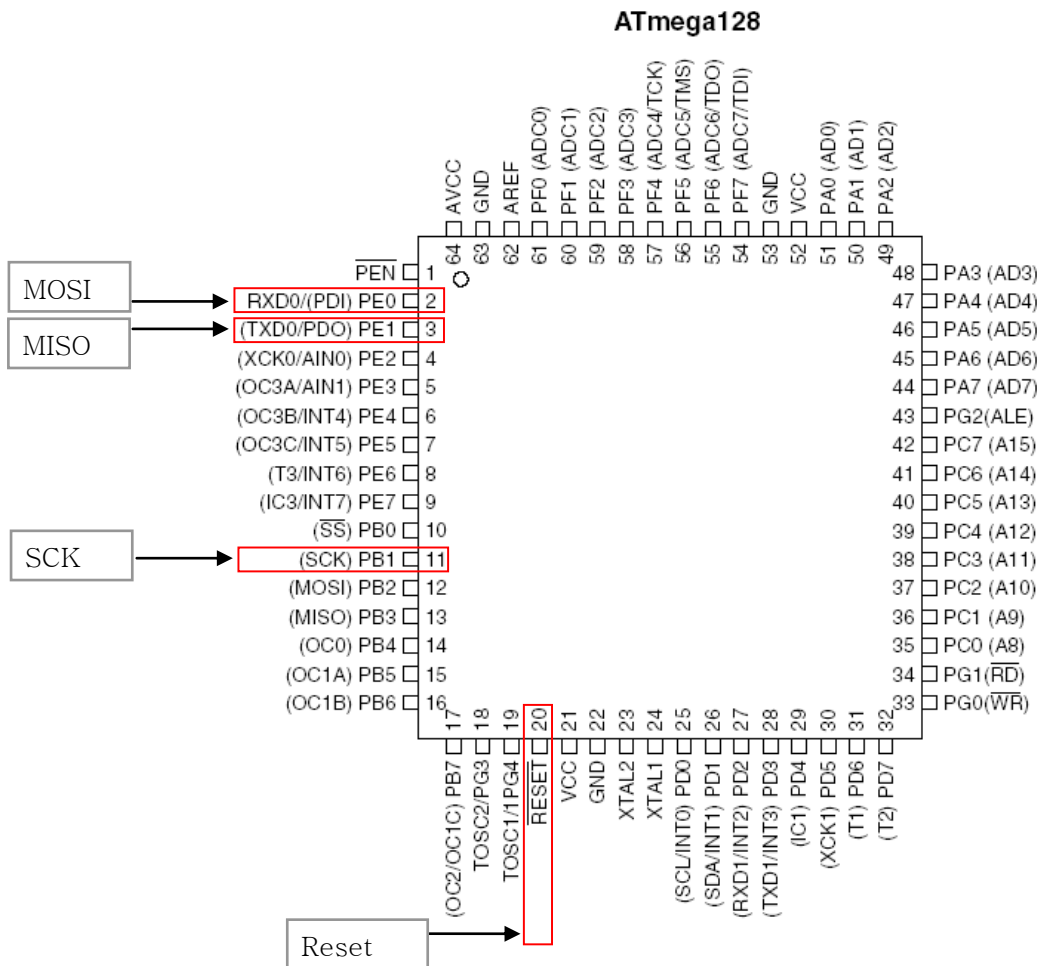 ATmega128
AVCC
GND
AREF
PF0 (ADC0)
PF1 (ADC1)
PF2 (ADC2)
PF3 (ADC3)
PF4 (ADC4/TCK)
PF5 (ADC5/TMS)
PF6 (ADC6/TDO)
PF7 (ADC7/TDI)
GND
VCC
PA0 (AD0)
PA1 (AD1)
PA2 (AD2)
64 63 62 61 60 59 58 57 56 55 54 53 52 51 50 49
MOSI
MISO
SCK
PEN 1
RXD0/(PDI) PE0 2
(TXD0/PDO) PE1 3
(XCK0/AIN0) PE2 4
(OC3A/AIN1) PE3 5
(OC3B/INT4) PE4 6
(OC3C/INT5) PE5 7
(T3/INT6) PE6 8
(IC3/INT7) PE7 9
(SS) PB0 10
(SCK) PB1 11
(MOSI) PB2 12
(MISO) PB3 13
(OC0) PB4 14
(OC1A) PB5 15
(OC1B) PB6 16
48 PA3 (AD3)
47 PA4 (AD4)
46 PA5 (AD5)
45 PA6 (AD6)
44 PA7 (AD7)
43 PG2(ALE)
42 PC7 (A15)
41 PC6 (A14)
40 PC5 (A13)
39 PC4 (A12)
38 PC3 (A11)
37 PC2 (A10)
36 PC1 (A9)
35 PC0 (A8)
34 PG1(RD)
33 PG0(WR)
17 18 19 20 21 22 23 24 25 26 27 28 29 30 31 32
(OC2/OC1C) PB7
TOSC2/PG3
TOSC1/1PG4
RESET
VCC
GND
XTAL2
XTAL1
(SCL/INT0) PD0
(SDA/INT1) PD1
(RXD1/INT2) PD2
(TXD1/INT3) PD3
(IC1) PD4
(XCK1) PD5
(T1) PD6
(T2) PD7
Reset